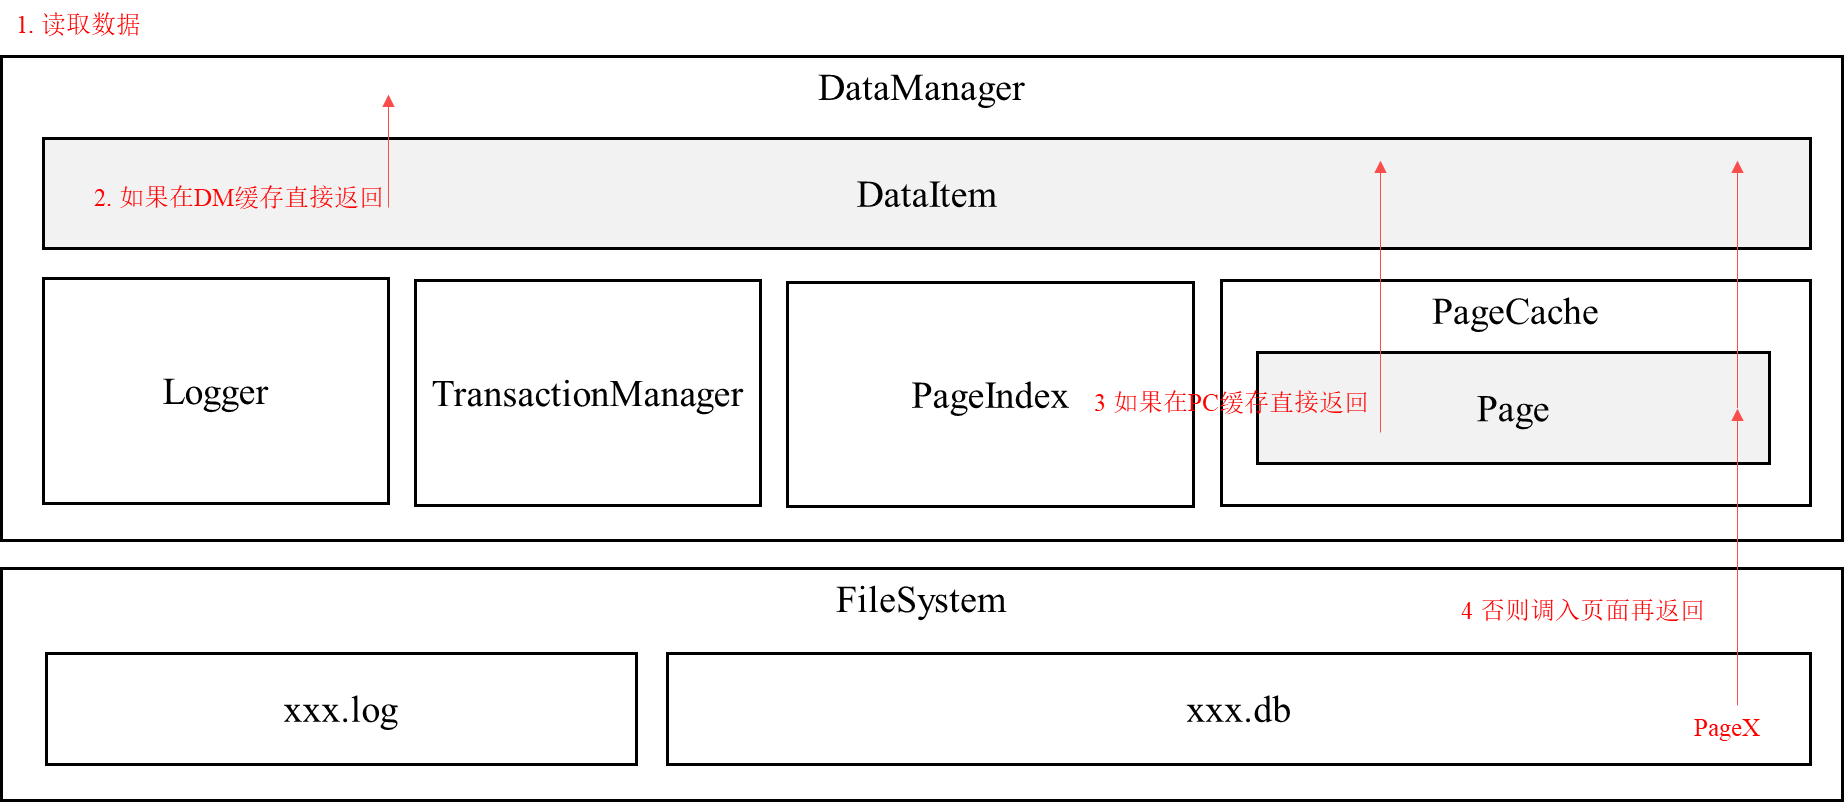 1. 读取数据
DataManager
2. 如果在DM缓存直接返回
DataItem
Logger
TransactionManager
PageIndex
PageCache
3 如果在PC缓存直接返回
Page
FileSystem
4 否则调入页面再返回
xxx.log
xxx.db
PageX